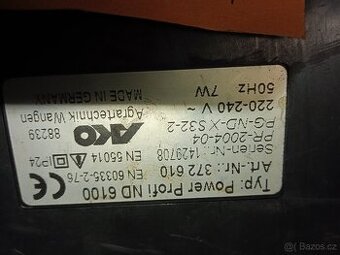 Typ: Power Profi ND 6100
Art.-Nr.: 372 610
Serien-Nr.: 1429708
PR-2004-04
PG-ND-X S32-2
220-240 V ~
50Hz 7W
CE
EN 60335-2-76
EN 55014
IP24
AKO
88239
Agrartechnik Wangen
MADE IN GERMANY
bazos.cz